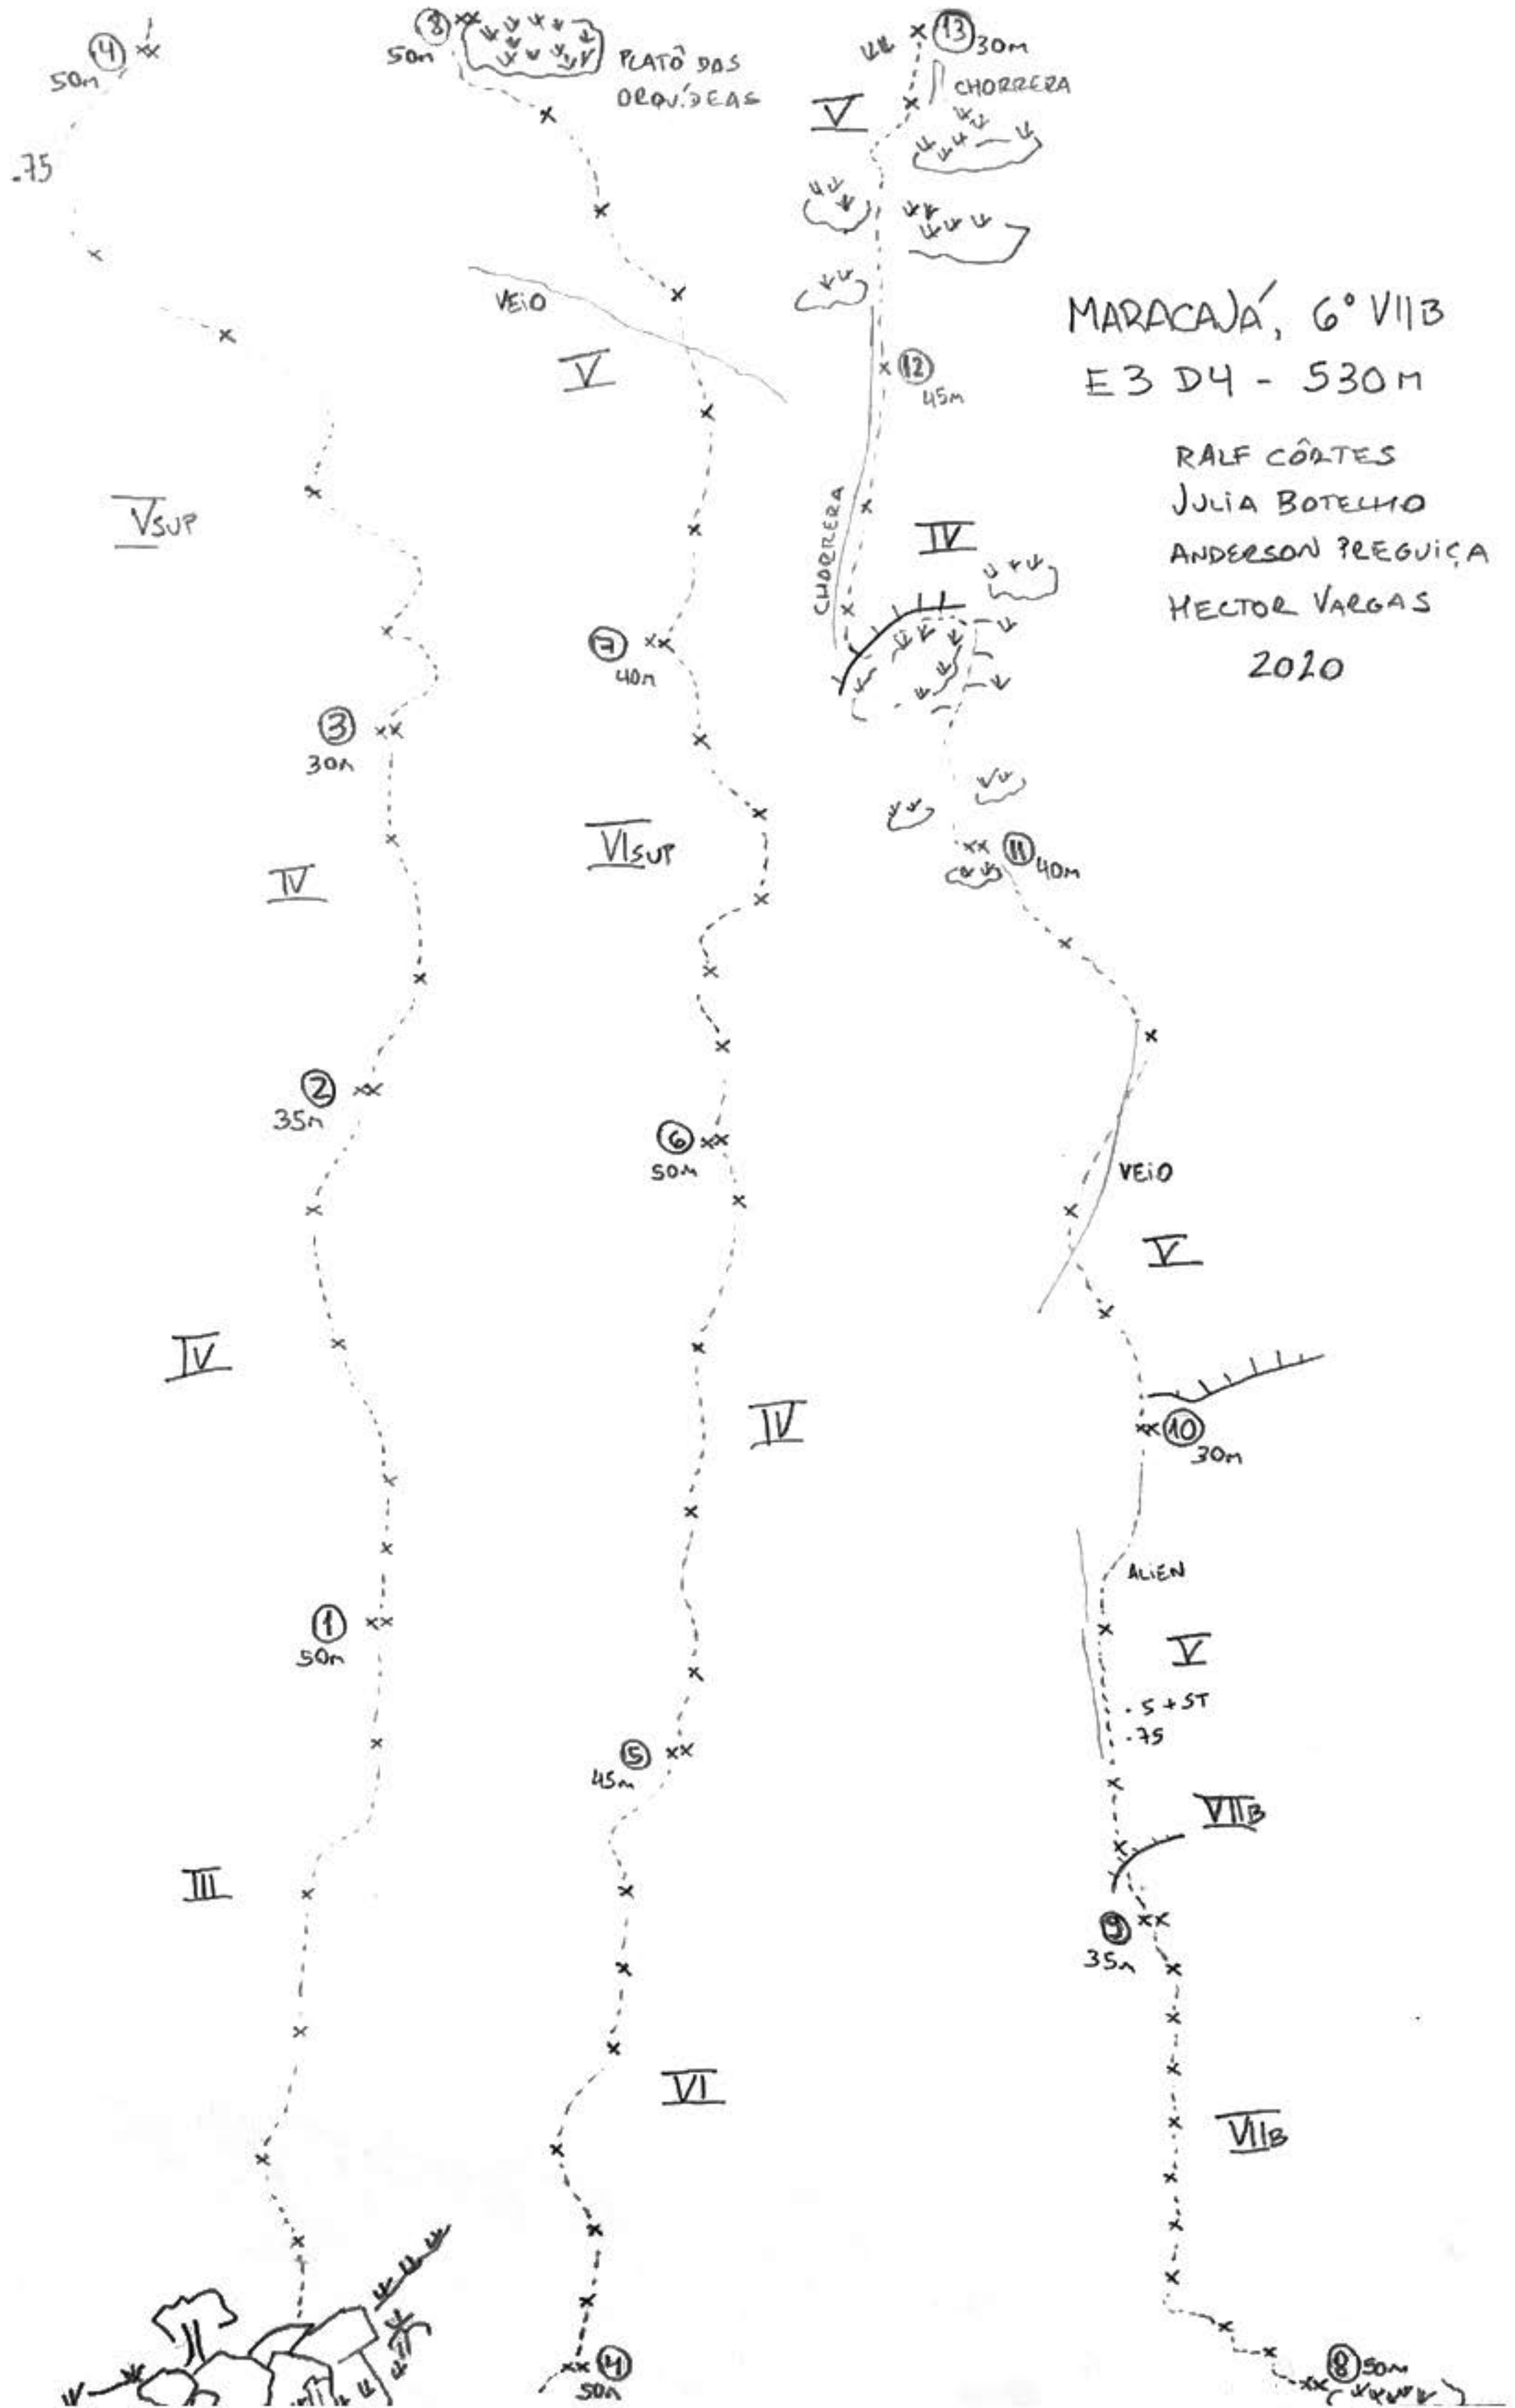 4
50m
.75
VSUP
3
30m
IV
2
35m
IV
1
50m
III
8
50m
PLATÔ DAS
ORQUÍDEAS
VEIO
V
7
40m
VISUP
6
50m
IV
5
45m
VI
4
50m
13
30m
CHORRERA
V
12
45m
CHORRERA
IV
11
40m
VEIO
V
10
30m
ALIEN
V
.5+ST
.75
VIIB
9
35m
VIIB
8
50m
MARACAJÁ, 6° VIIB
E3 D4 - 530M
RALF CÔRTES
JULIA BOTELHO
ANDERSON PREGUIÇA
HECTOR VARGAS
2020